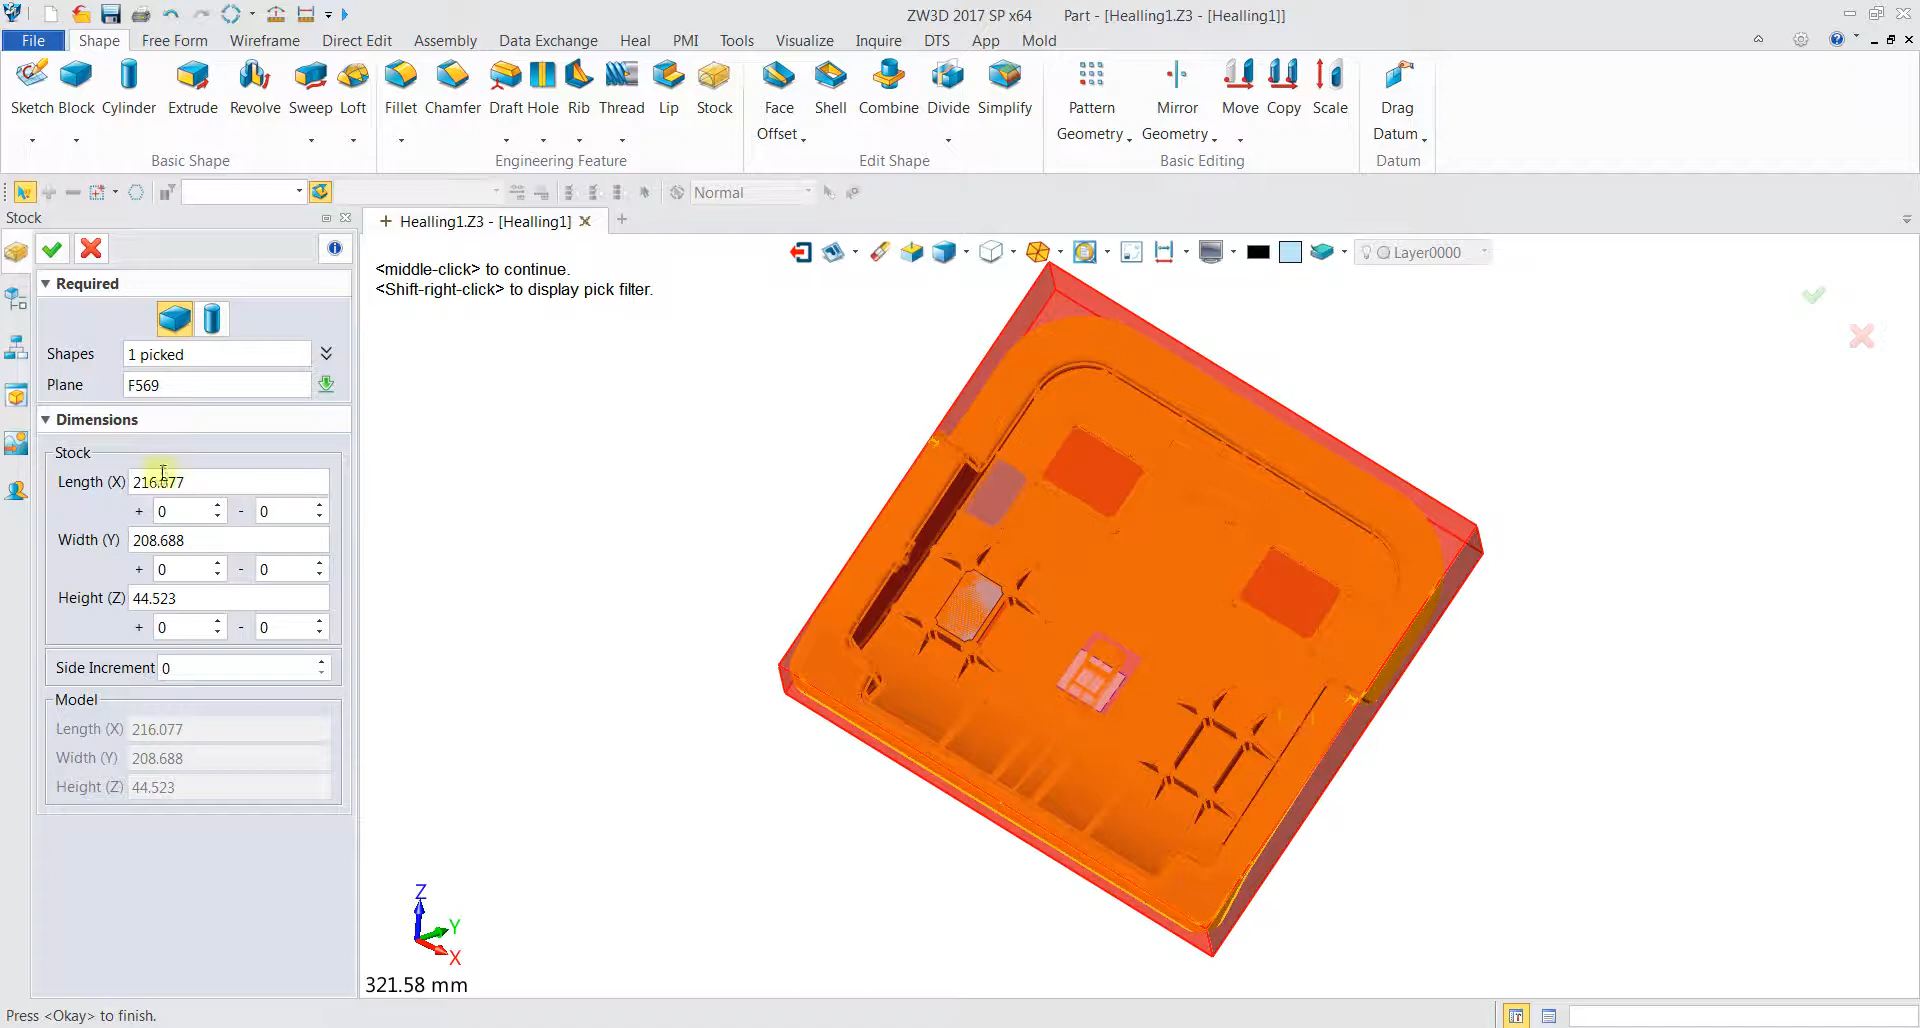 ZW3D 2017 SP x64 Part - [Healling1.Z3 - [Healling1]]
File Shape Free Form Wireframe Direct Edit Assembly Data Exchange Heal PMI Tools Visualize Inquire DTS App Mold
Sketch Block Cylinder Extrude Revolve Sweep Loft Fillet Chamfer Draft Hole Rib Thread Lip Stock Face Offset Shell Combine Divide Simplify Pattern Geometry Mirror Geometry Move Copy Scale Drag Datum
Basic Shape Engineering Feature Edit Shape Basic Editing Datum
Normal
Stock
+ Healling1.Z3 - [Healling1]
Layer0000
<middle-click> to continue.
<Shift-right-click> to display pick filter.
Required
Shapes 1 picked
Plane F569
Dimensions
Stock
Length (X) 216.077
+ 0 - 0
Width (Y) 208.688
+ 0 - 0
Height (Z) 44.523
+ 0 - 0
Side Increment 0
Model
Length (X) 216.077
Width (Y) 208.688
Height (Z) 44.523
Z
Y
X
321.58 mm
Press <Okay> to finish.